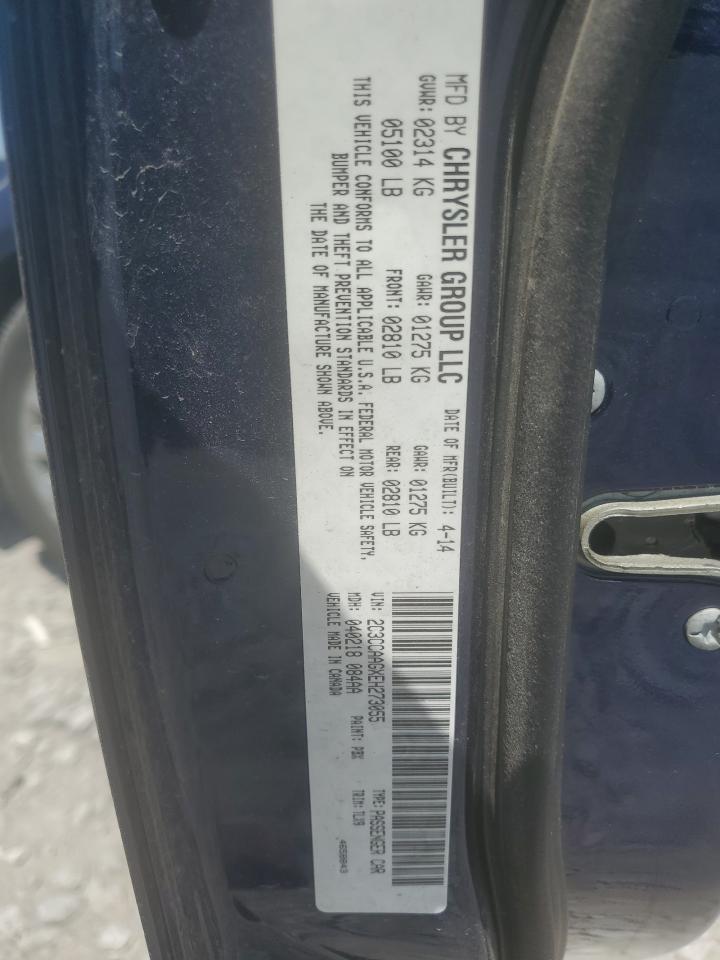 MFD BY CHRYSLER GROUP LLC DATE OF MFR(BUILT): 4-14
GVWR: 02314 KG GAWR: 01275 KG GAWR: 01275 KG
05100 LB FRONT: 02810 LB REAR: 02810 LB
THIS VEHICLE CONFORMS TO ALL APPLICABLE U.S.A. FEDERAL MOTOR VEHICLE SAFETY,
BUMPER AND THEFT PREVENTION STANDARDS IN EFFECT ON
THE DATE OF MANUFACTURE SHOWN ABOVE.
VIN: 2C3CCAAGXEH273055 TYPE: PASSENGER CAR
MDH: 040218 084AA PAINT: PBX TRIM: TLX9
VEHICLE MADE IN CANADA